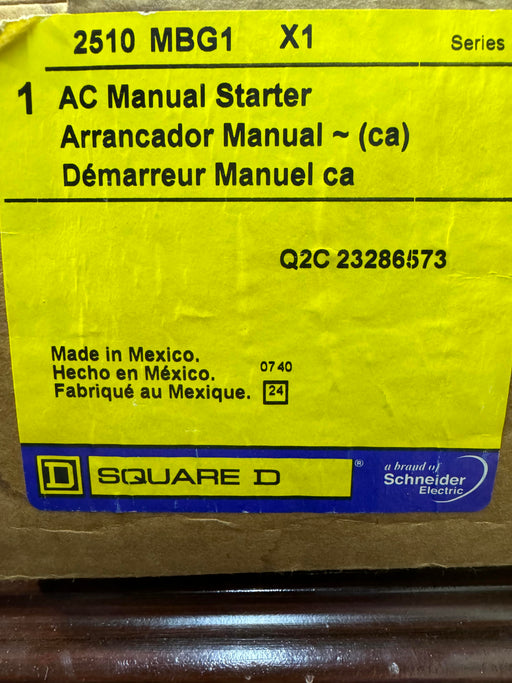 2510 MBG1 X1 Series
1 AC Manual Starter
Arrancador Manual ~ (ca)
Démarreur Manuel ca
Q2C 23286573
Made in Mexico.
Hecho en México. 0740
Fabriqué au Mexique. 24
D SQUARE D ® a brand of
Schneider
Electric